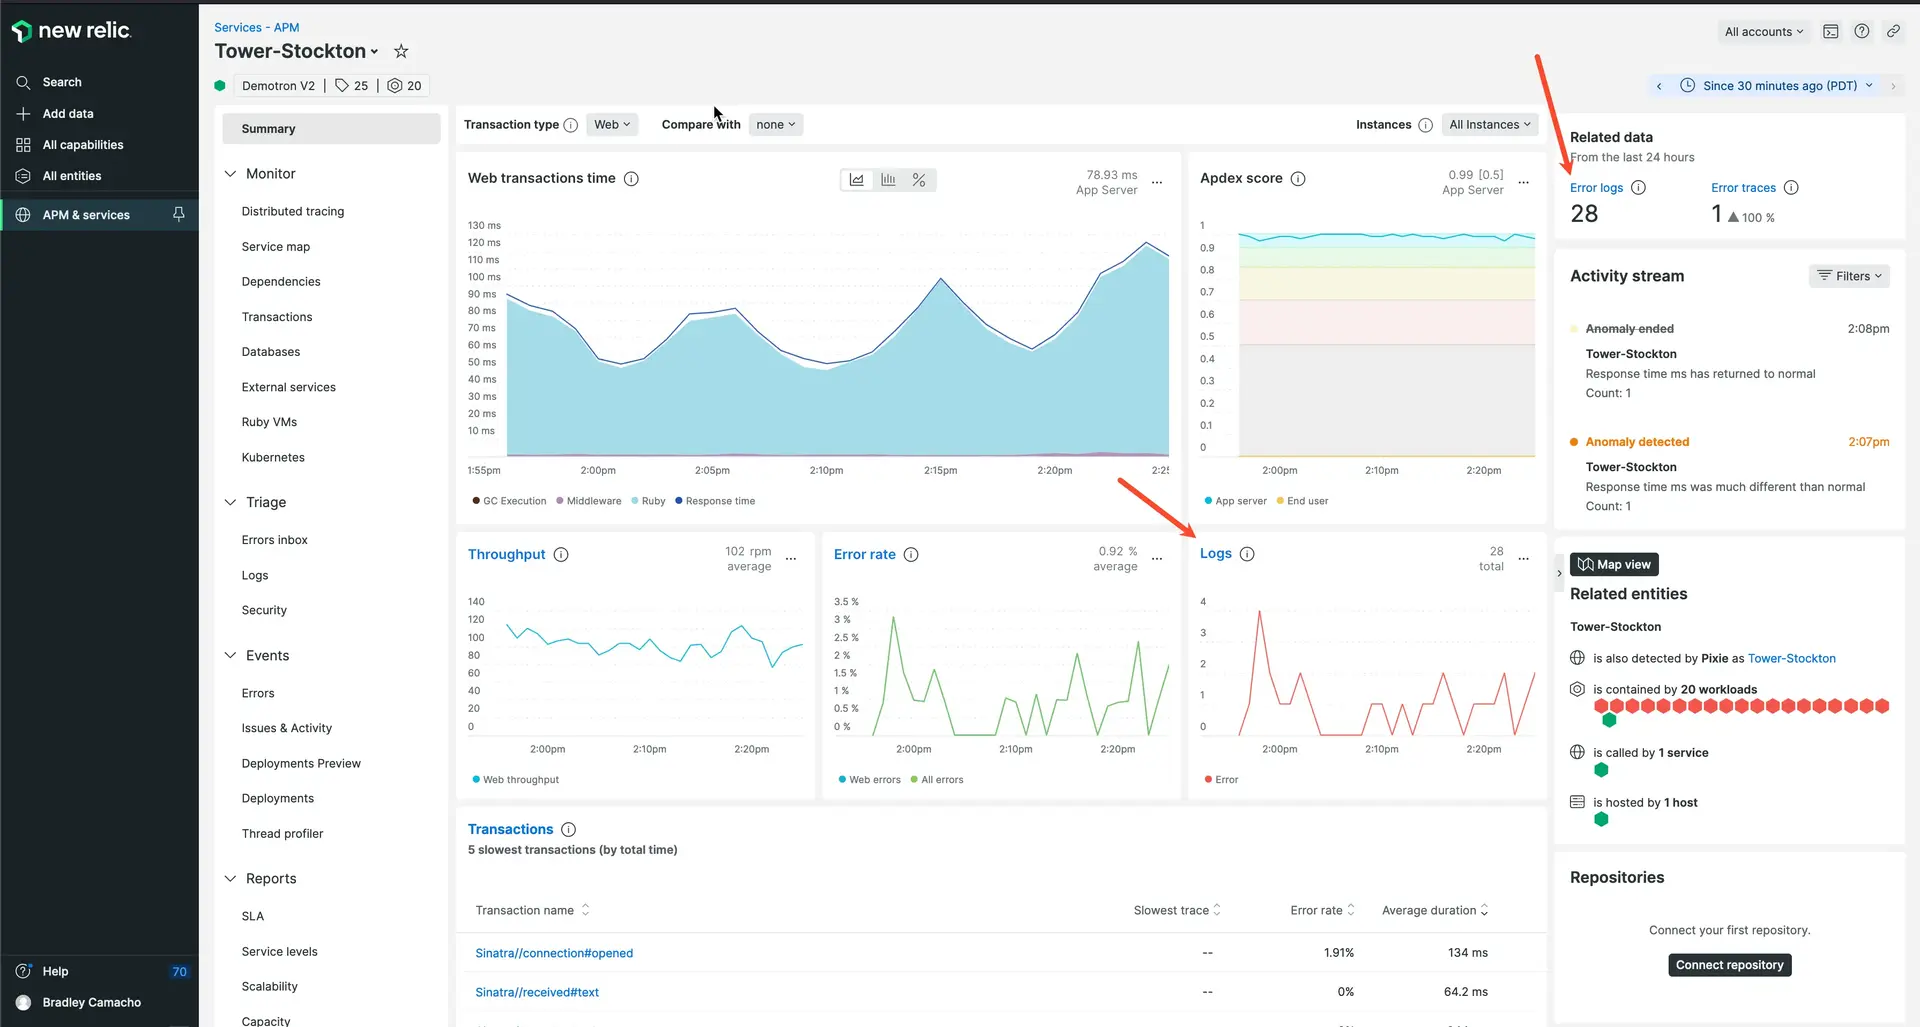 new relic.
Search
Add data
All capabilities
All entities
APM & services
Help 70
Bradley Camacho
Services - APM
Tower-Stockton
All accounts
Demotron V2 | 25 | 20
Since 30 minutes ago (PDT)
Summary
Monitor
Distributed tracing
Service map
Dependencies
Transactions
Databases
External services
Ruby VMs
Kubernetes
Triage
Errors inbox
Logs
Security
Events
Errors
Issues & Activity
Deployments Preview
Deployments
Thread profiler
Reports
SLA
Service levels
Scalability
Capacity
Transaction type Web Compare with none
Instances All Instances
Web transactions time
78.93 ms
App Server
130 ms
120 ms
110 ms
100 ms
90 ms
80 ms
70 ms
60 ms
50 ms
40 ms
30 ms
20 ms
10 ms
1:55pm 2:00pm 2:05pm 2:10pm 2:15pm 2:20pm 2:25
GC Execution Middleware Ruby Response time
Apdex score
0.99 [0.5]
App Server
1
0.9
0.8
0.7
0.6
0.5
0.4
0.3
0.2
0.1
0
2:00pm 2:10pm 2:20pm
App server End user
Throughput
102 rpm
average
140
120
100
80
60
40
20
0
2:00pm 2:10pm 2:20pm
Web throughput
Error rate
0.92 %
average
3.5 %
3 %
2.5 %
2 %
1.5 %
1 %
0.5 %
0 %
2:00pm 2:10pm 2:20pm
Web errors All errors
Logs
28
total
4
3
2
1
0
2:00pm 2:10pm 2:20pm
Error
Transactions
5 slowest transactions (by total time)
Transaction name Slowest trace Error rate Average duration
Sinatra//connection#opened -- 1.91% 134 ms
Sinatra//received#text -- 0% 64.2 ms
Related data
From the last 24 hours
Error logs Error traces
28 1 100 %
Activity stream Filters
Anomaly ended 2:08pm
Tower-Stockton
Response time ms has returned to normal
Count: 1
Anomaly detected 2:07pm
Tower-Stockton
Response time ms was much different than normal
Count: 1
Map view
Related entities
Tower-Stockton
is also detected by Pixie as Tower-Stockton
is contained by 20 workloads
is called by 1 service
is hosted by 1 host
Repositories
Connect your first repository.
Connect repository